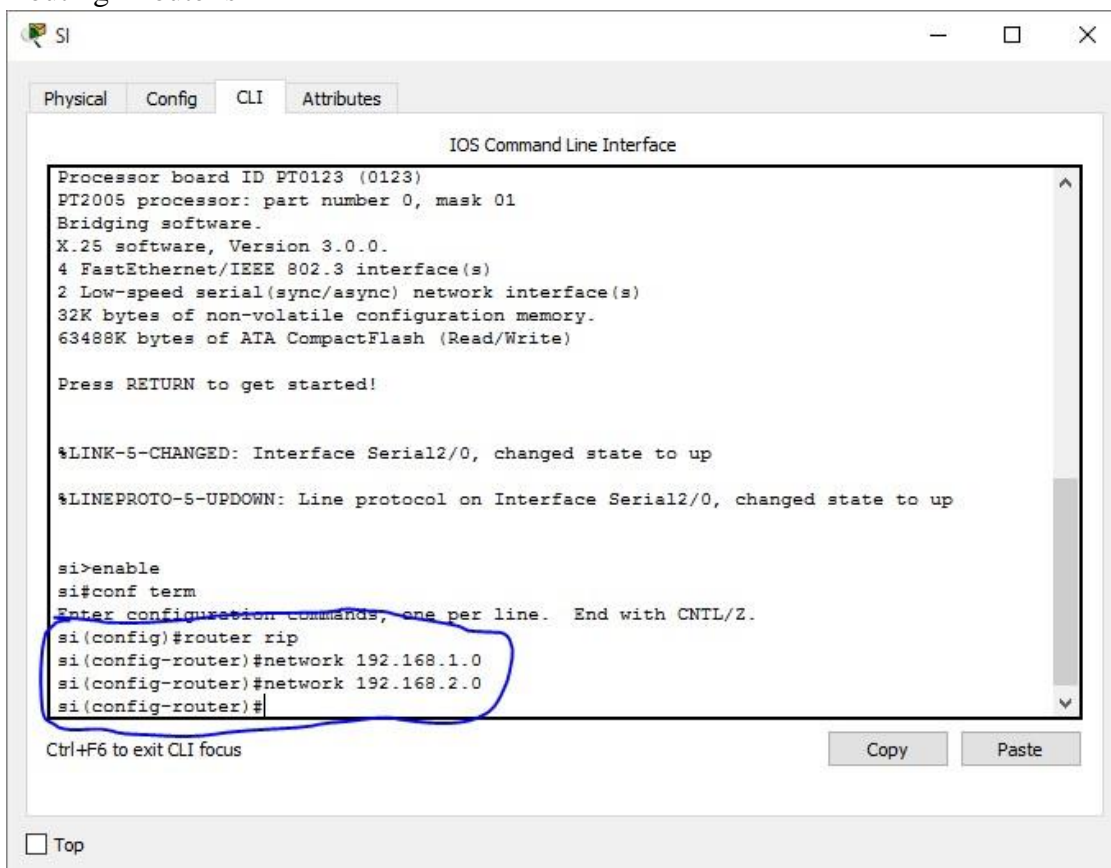 SI
Physical Config CLI Attributes
IOS Command Line Interface
Processor board ID PT0123 (0123)
PT2005 processor: part number 0, mask 01
Bridging software.
X.25 software, Version 3.0.0.
4 FastEthernet/IEEE 802.3 interface(s)
2 Low-speed serial(sync/async) network interface(s)
32K bytes of non-volatile configuration memory.
63488K bytes of ATA CompactFlash (Read/Write)
Press RETURN to get started!
%LINK-5-CHANGED: Interface Serial2/0, changed state to up
%LINEPROTO-5-UPDOWN: Line protocol on Interface Serial2/0, changed state to up
si>enable
si#conf term
Enter configuration commands, one per line. End with CNTL/Z.
si(config)#router rip
si(config-router)#network 192.168.1.0
si(config-router)#network 192.168.2.0
si(config-router)#
Ctrl+F6 to exit CLI focus
Copy Paste
Top